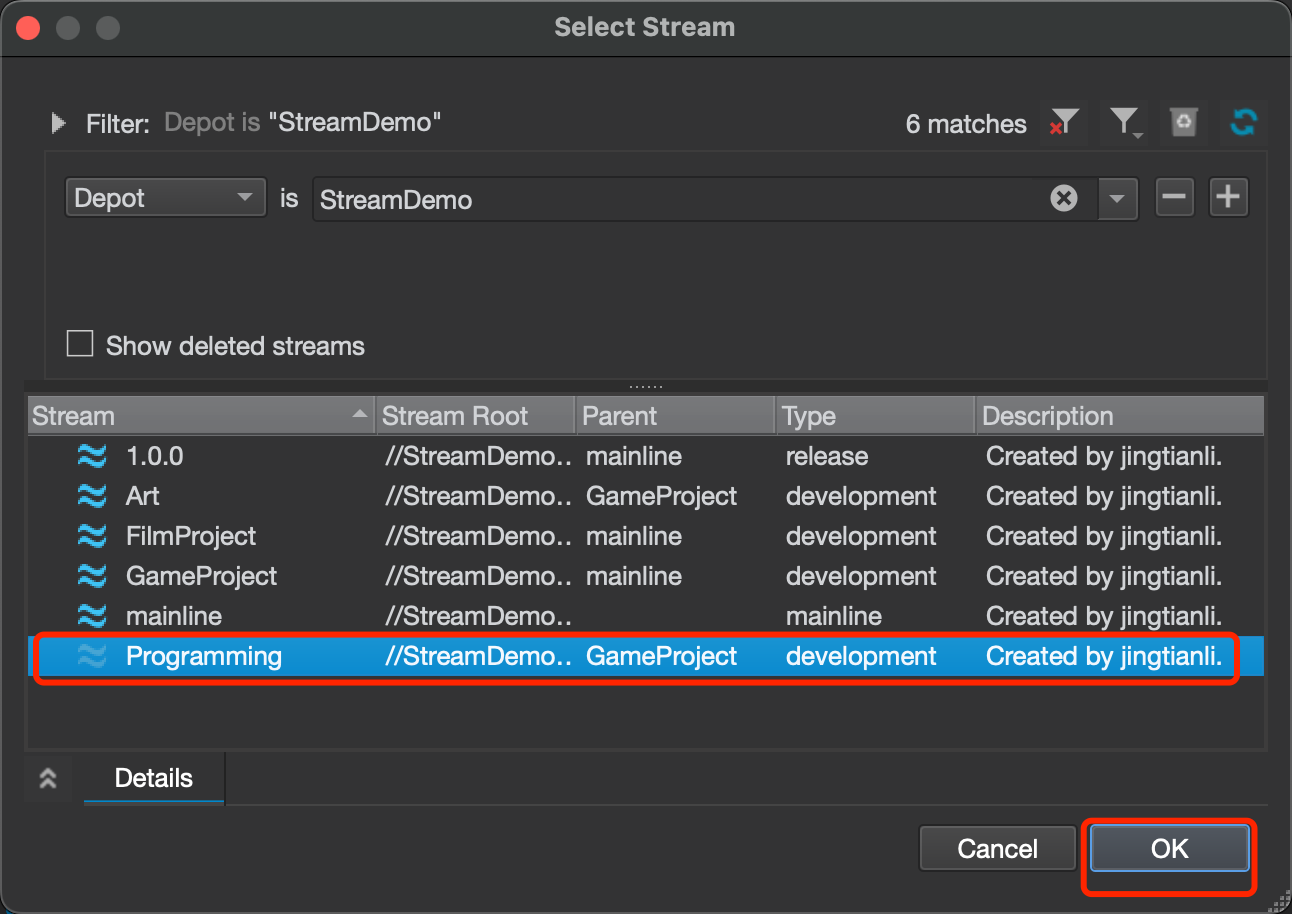 Select Stream
Filter: Depot is "StreamDemo" 6 matches
Depot is StreamDemo
Show deleted streams
Stream Stream Root Parent Type Description
1.0.0 //StreamDemo.. mainline release Created by jingtianli.
Art //StreamDemo.. GameProject development Created by jingtianli.
FilmProject //StreamDemo.. mainline development Created by jingtianli.
GameProject //StreamDemo.. mainline development Created by jingtianli.
mainline //StreamDemo.. mainline Created by jingtianli.
Programming //StreamDemo.. GameProject development Created by jingtianli.
Details
Cancel OK